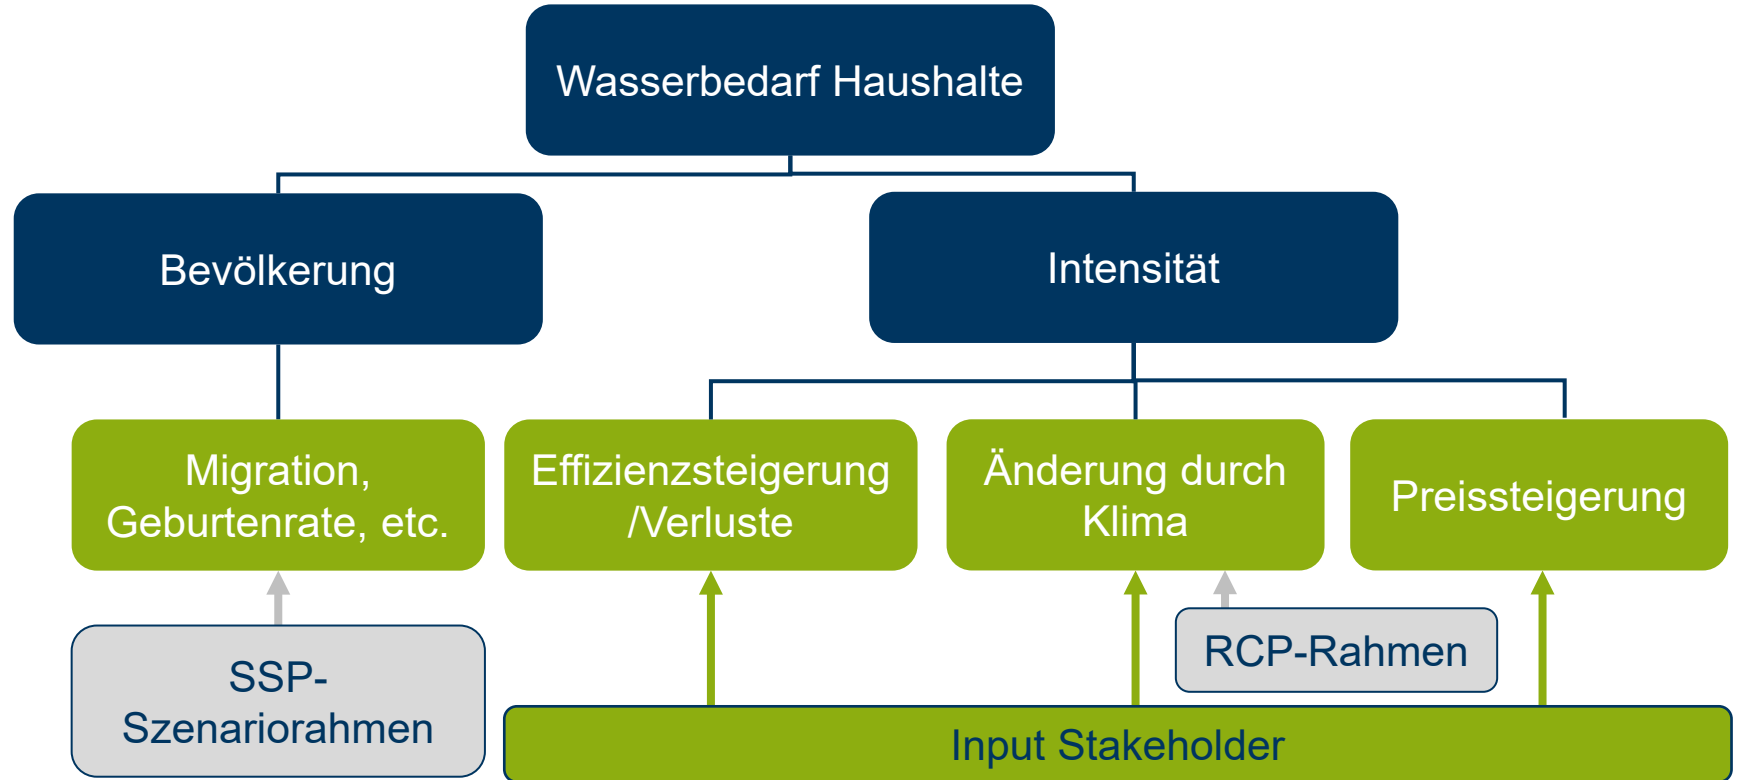 Wasserbedarf Haushalte
Bevölkerung
Intensität
Migration,
Geburtenrate, etc.
Effizienzsteigerung
/Verluste
Änderung durch
Klima
Preissteigerung
SSP-
Szenariorahmen
RCP-Rahmen
Input Stakeholder